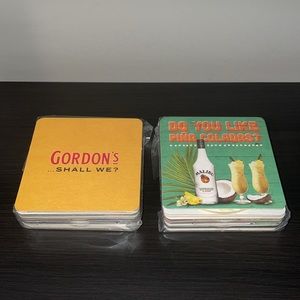 GORDON'S
...SHALL WE?
DO YOU LIKE
PIÑA COLADAS?
MALIBU